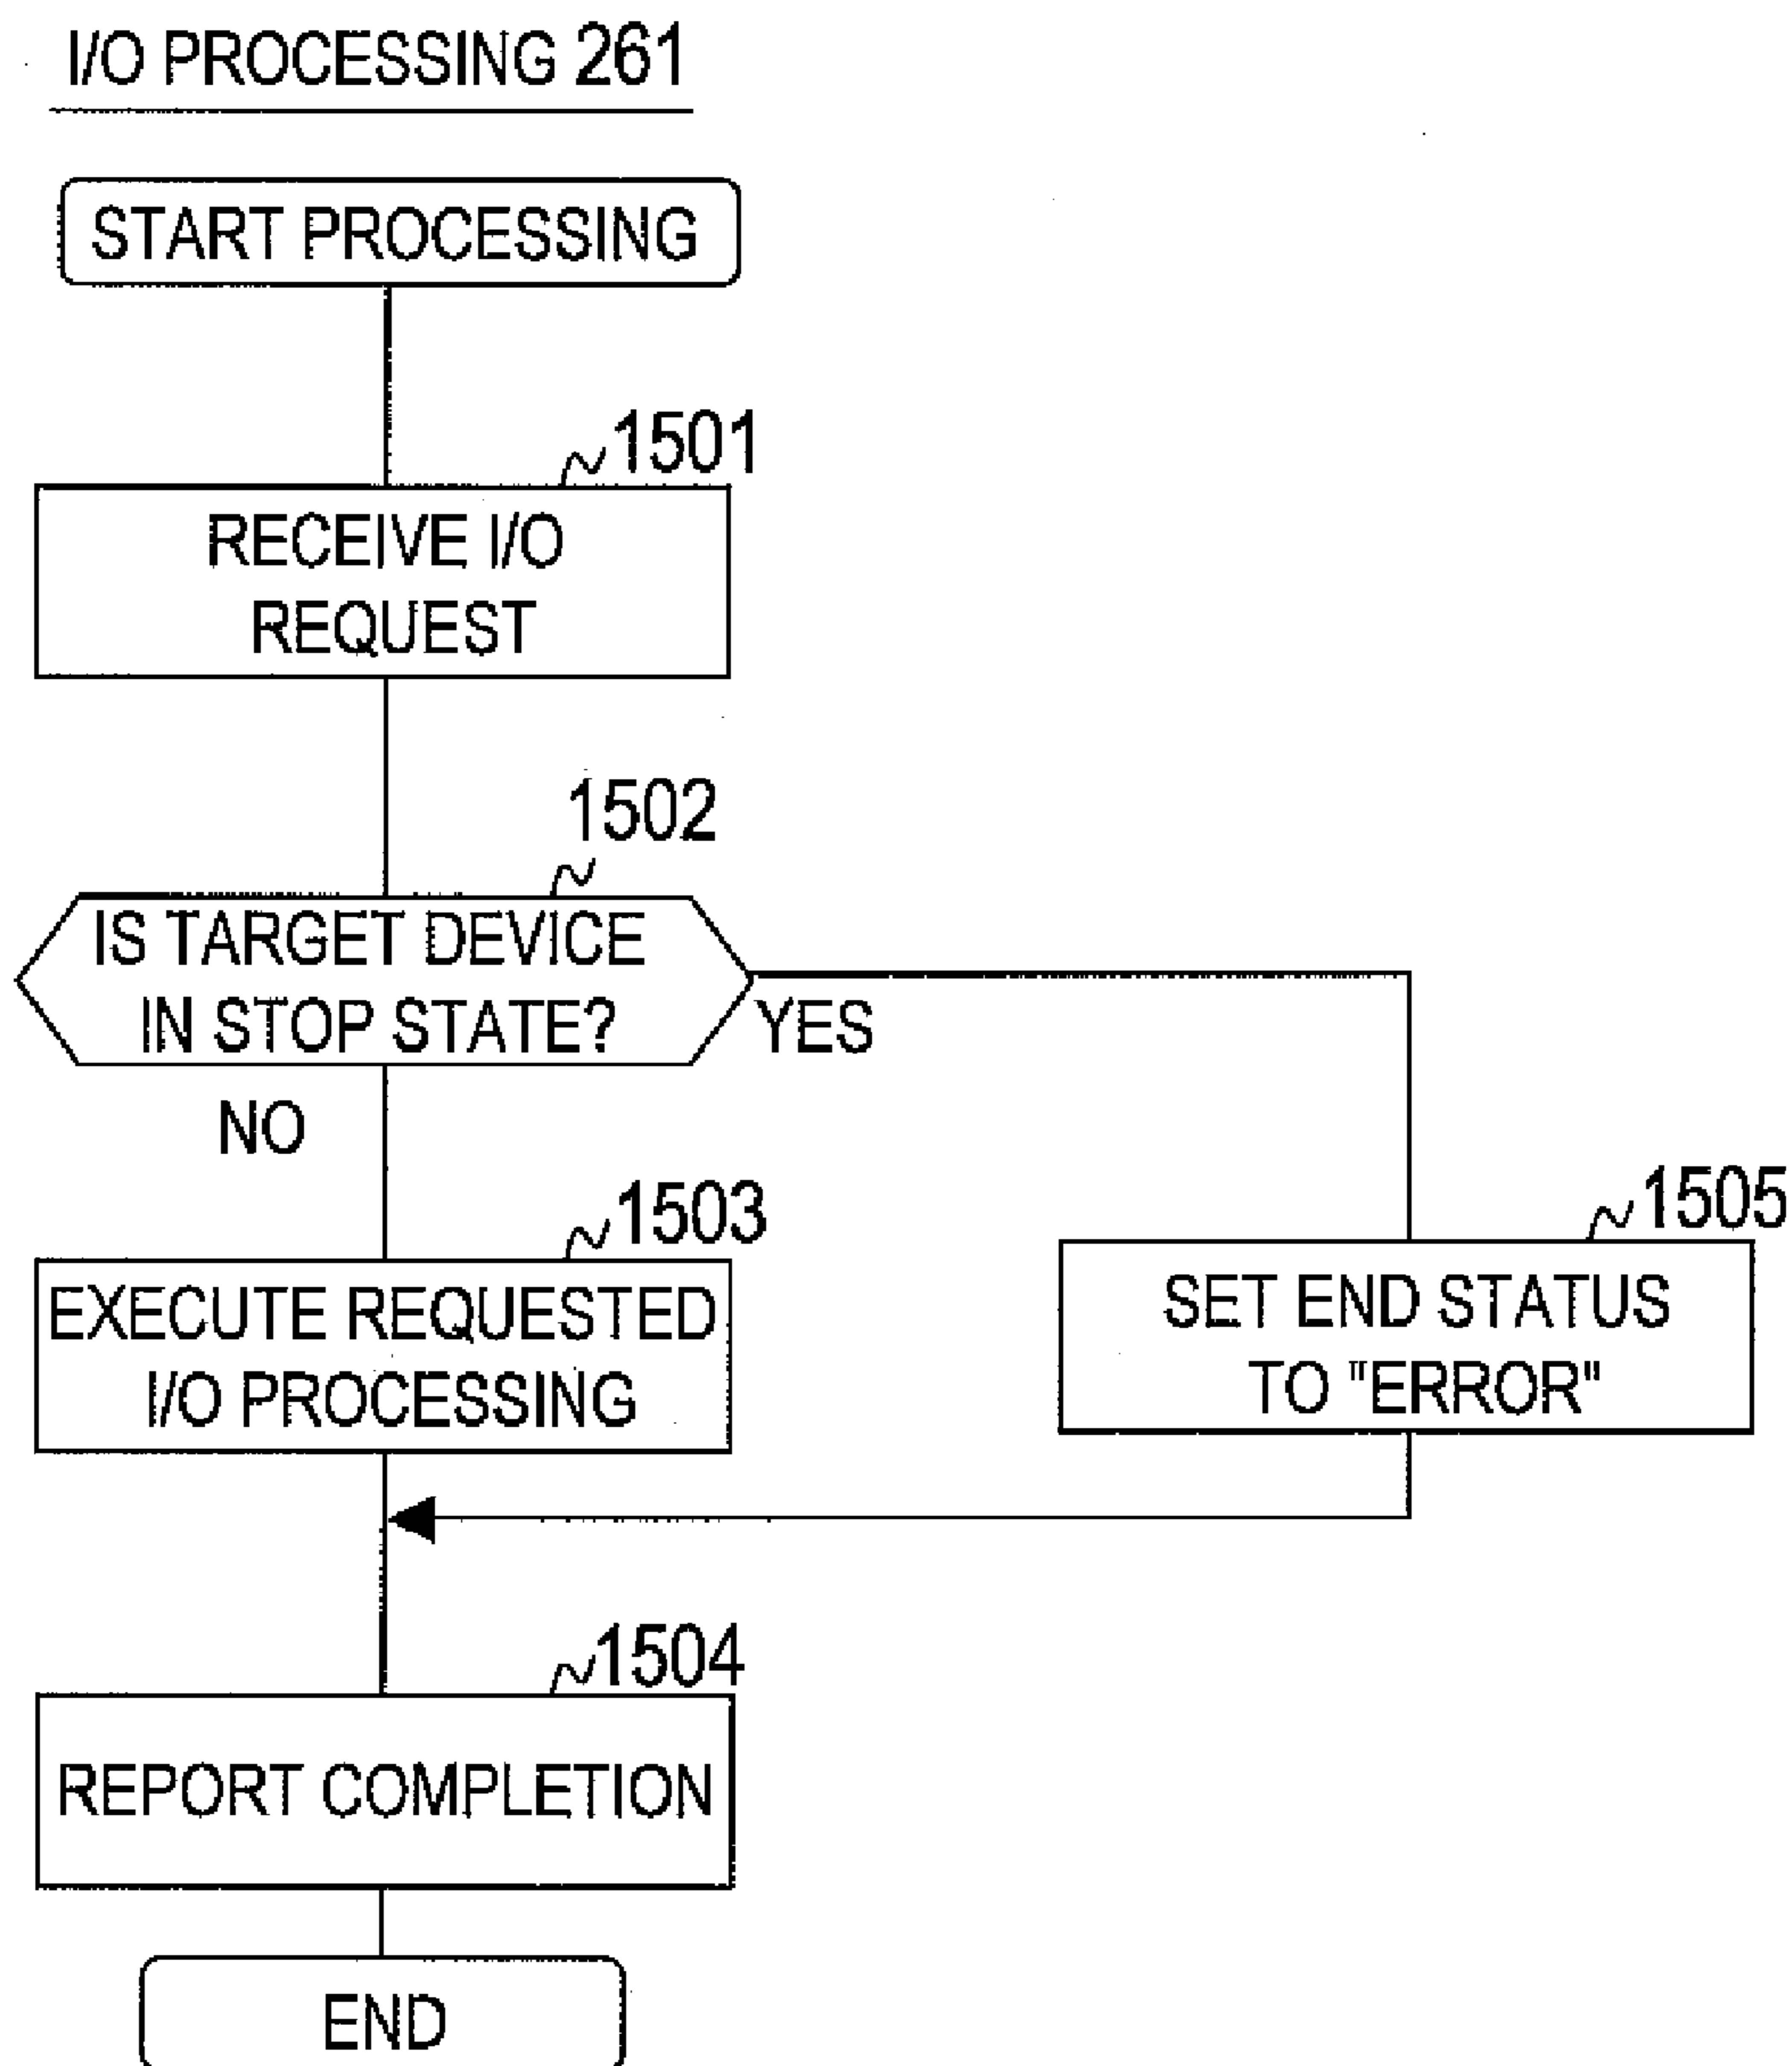 I/O PROCESSING 261
START PROCESSING
1501
RECEIVE I/O
REQUEST
1502
IS TARGET DEVICE
IN STOP STATE?
YES
NO
1503
EXECUTE REQUESTED
I/O PROCESSING
1505
SET END STATUS
TO "ERROR"
1504
REPORT COMPLETION
END